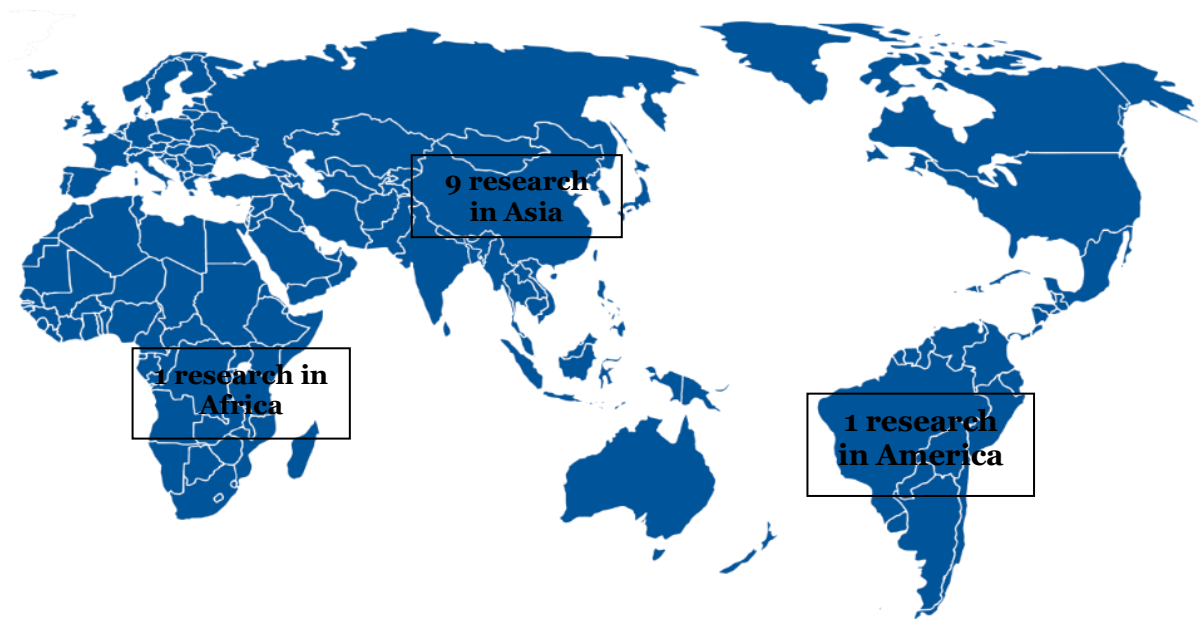 9 research
in Asia
1 research in
Africa
1 research
in America